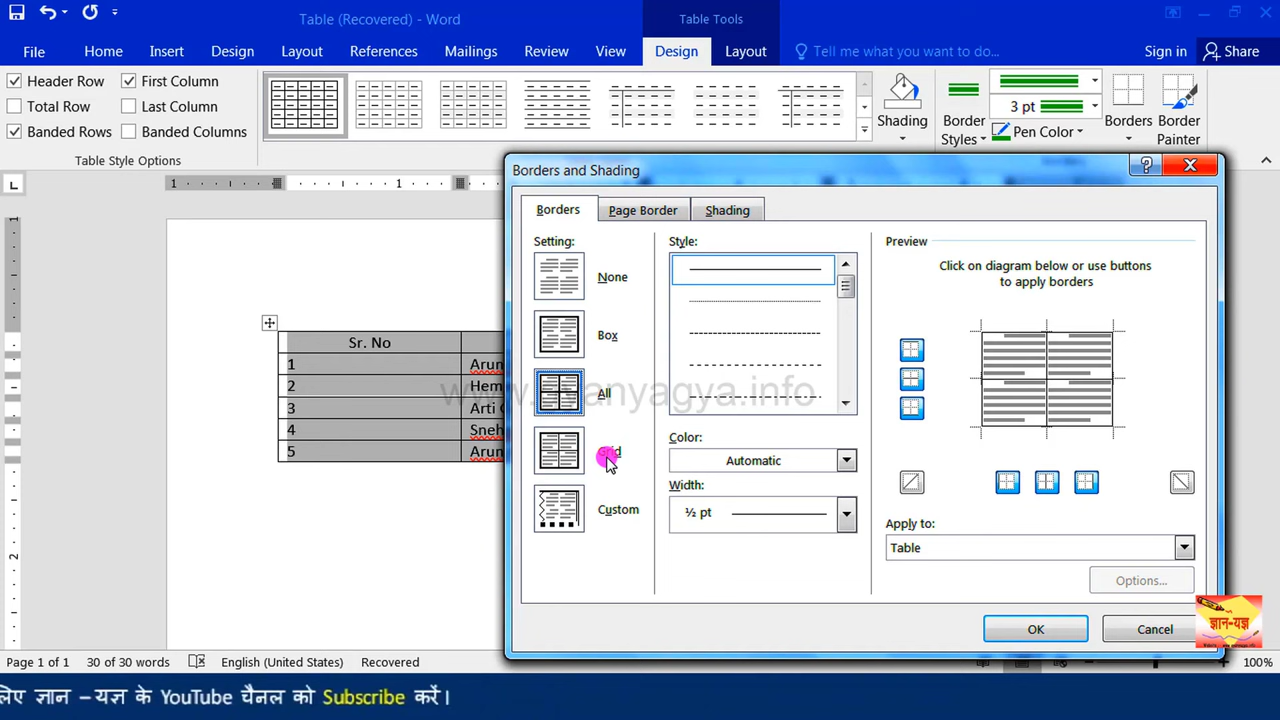 Table (Recovered) - Word
Table Tools
File Home Insert Design Layout References Mailings Review View Design Layout Tell me what you want to do... Sign in Share
Header Row First Column
Total Row Last Column
Banded Rows Banded Columns
Table Style Options
Shading
Border Styles
3 pt
Pen Color
Borders
Border Painter
Borders and Shading
Borders Page Border Shading
Setting:
None
Box
All
Grid
Custom
Style:
Color:
Automatic
Width:
½ pt
Preview
Click on diagram below or use buttons
to apply borders
Apply to:
Table
Options...
OK Cancel
Sr. No
1 Arun
2 Hem
3 Arti
4 Sneh
5 Arun
ज्ञान-यज्ञ
Page 1 of 1 30 of 30 words English (United States) Recovered 100%
लिए ज्ञान – यज्ञ के YouTube चैनल को Subscribe करें।